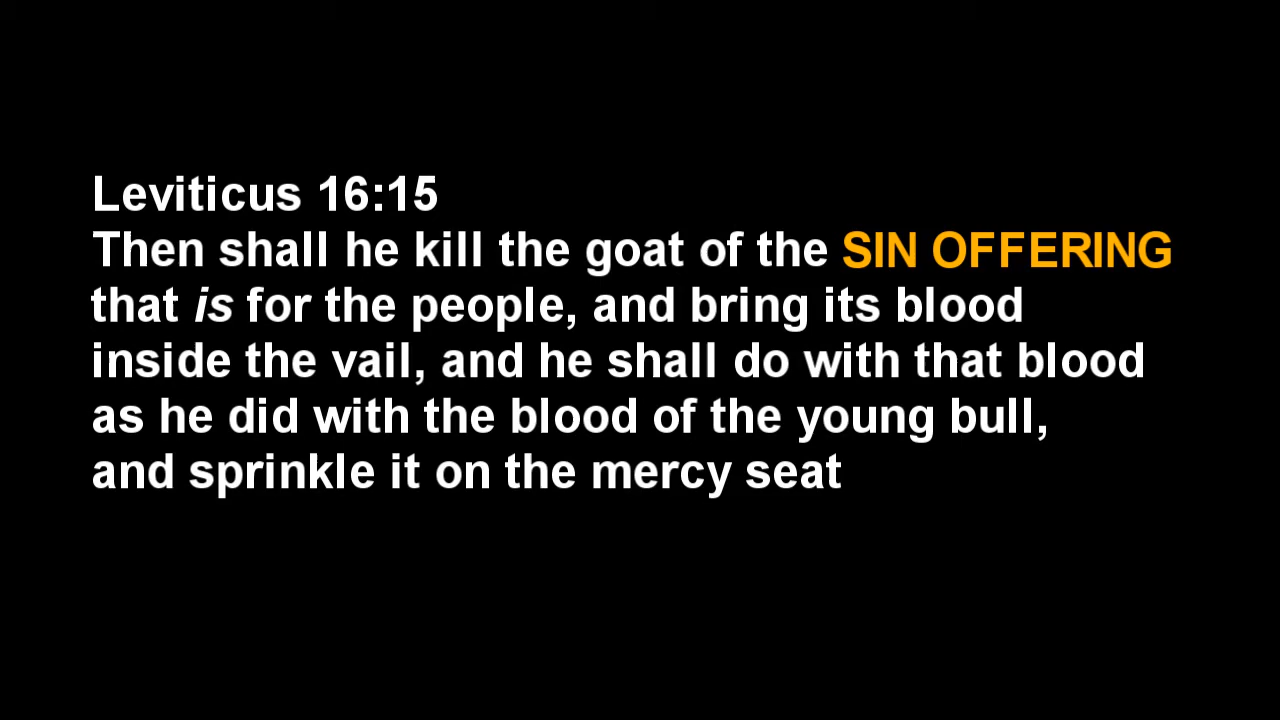 Leviticus 16:15
Then shall he kill the goat of the SIN OFFERING
that is for the people, and bring its blood
inside the vail, and he shall do with that blood
as he did with the blood of the young bull,
and sprinkle it on the mercy seat